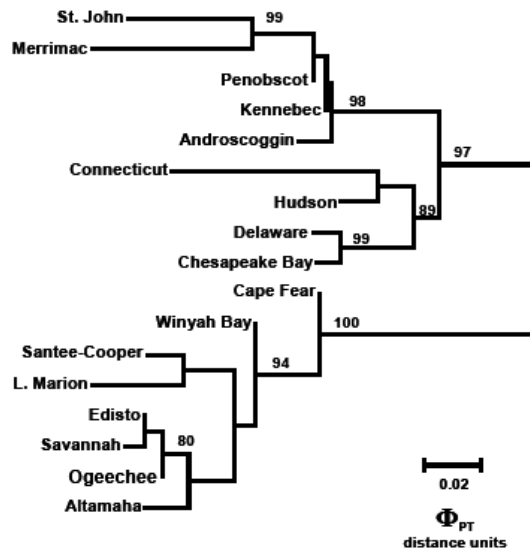 St. John
99
Merrimac
Penobscot
Kennebec
98
Androscoggin
97
Connecticut
Hudson
89
Delaware
99
Chesapeake Bay
Cape Fear
Winyah Bay
100
Santee-Cooper
94
L. Marion
Edisto
80
Savannah
Ogeechee
Altamaha
0.02
ΦPT
distance units